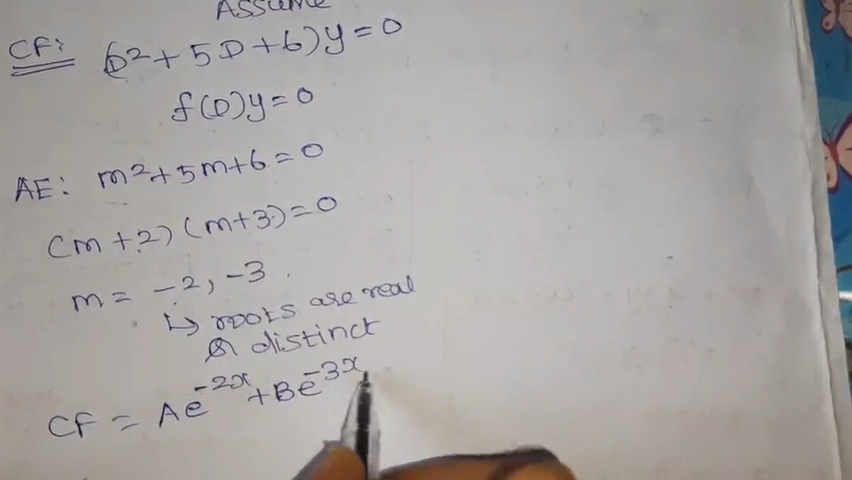 Assume
CF: (D²+5D+6)y=0
f(D)y=0
AE: m²+5m+6=0
(m+2)(m+3)=0
m = -2, -3.
↳ roots are real
& distinct
CF = Ae^{-2x}+Be^{-3x}